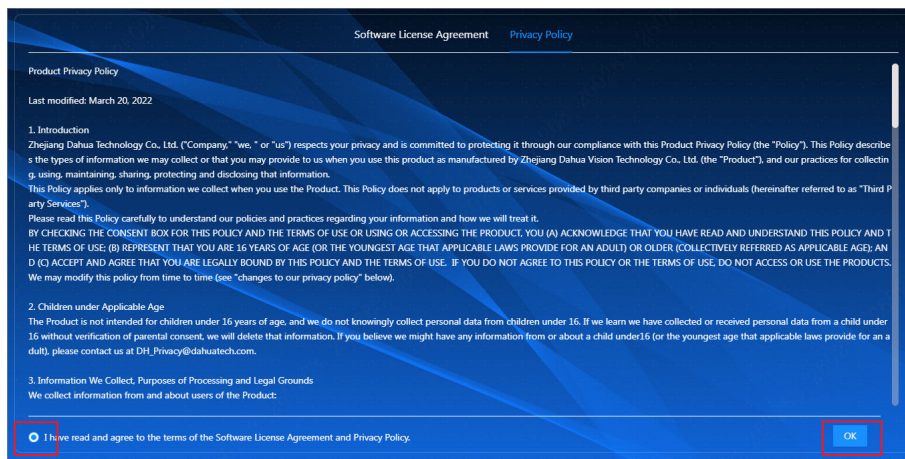 Software License Agreement Privacy Policy
Product Privacy Policy
Last modified: March 20, 2022
1. Introduction
Zhejiang Dahua Technology Co., Ltd. ("Company," "we, " or "us") respects your privacy and is committed to protecting it through our compliance with this Product Privacy Policy (the "Policy"). This Policy describe
s the types of information we may collect or that you may provide to us when you use this product as manufactured by Zhejiang Dahua Vision Technology Co., Ltd. (the "Product"), and our practices for collectin
g, using, maintaining, sharing, protecting and disclosing that information.
This Policy applies only to information we collect when you use the Product. This Policy does not apply to products or services provided by third party companies or individuals (hereinafter referred to as "Third P
arty Services").
Please read this Policy carefully to understand our policies and practices regarding your information and how we will treat it.
BY CHECKING THE CONSENT BOX FOR THIS POLICY AND THE TERMS OF USE OR USING OR ACCESSING THE PRODUCT, YOU (A) ACKNOWLEDGE THAT YOU HAVE READ AND UNDERSTAND THIS POLICY AND T
HE TERMS OF USE; (B) REPRESENT THAT YOU ARE 16 YEARS OF AGE (OR THE YOUNGEST AGE THAT APPLICABLE LAWS PROVIDE FOR AN ADULT) OR OLDER (COLLECTIVELY REFERRED AS APPLICABLE AGE); AN
D (C) ACCEPT AND AGREE THAT YOU ARE LEGALLY BOUND BY THIS POLICY AND THE TERMS OF USE. IF YOU DO NOT AGREE TO THIS POLICY OR THE TERMS OF USE, DO NOT ACCESS OR USE THE PRODUCTS.
We may modify this policy from time to time (see "changes to our privacy policy" below).
2. Children under Applicable Age
The Product is not intended for children under 16 years of age, and we do not knowingly collect personal data from children under 16. If we learn we have collected or received personal data from a child under
16 without verification of parental consent, we will delete that information. If you believe we might have any information from or about a child under16 (or the youngest age that applicable laws provide for an a
dult), please contact us at DH_Privacy@dahuatech.com.
3. Information We Collect, Purposes of Processing and Legal Grounds
We collect information from and about users of the Product:
I have read and agree to the terms of the Software License Agreement and Privacy Policy.
OK